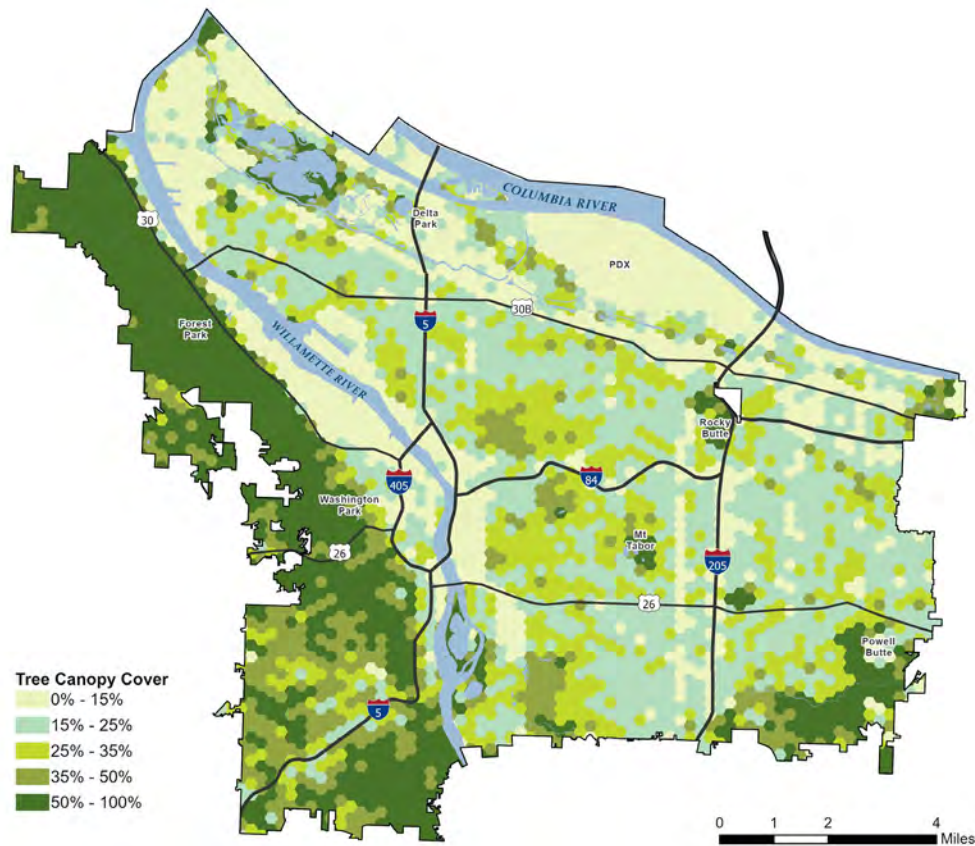 COLUMBIA RIVER
30
Delta
Park
PDX
30B
Forest
Park
5
WILLAMETTE RIVER
Rocky
Butte
84
405
Washington
Park
Mt
Tabor
26
205
26
Powell
Butte
5
Tree Canopy Cover
0% - 15%
15% - 25%
25% - 35%
35% - 50%
50% - 100%
0 1 2 4
Miles